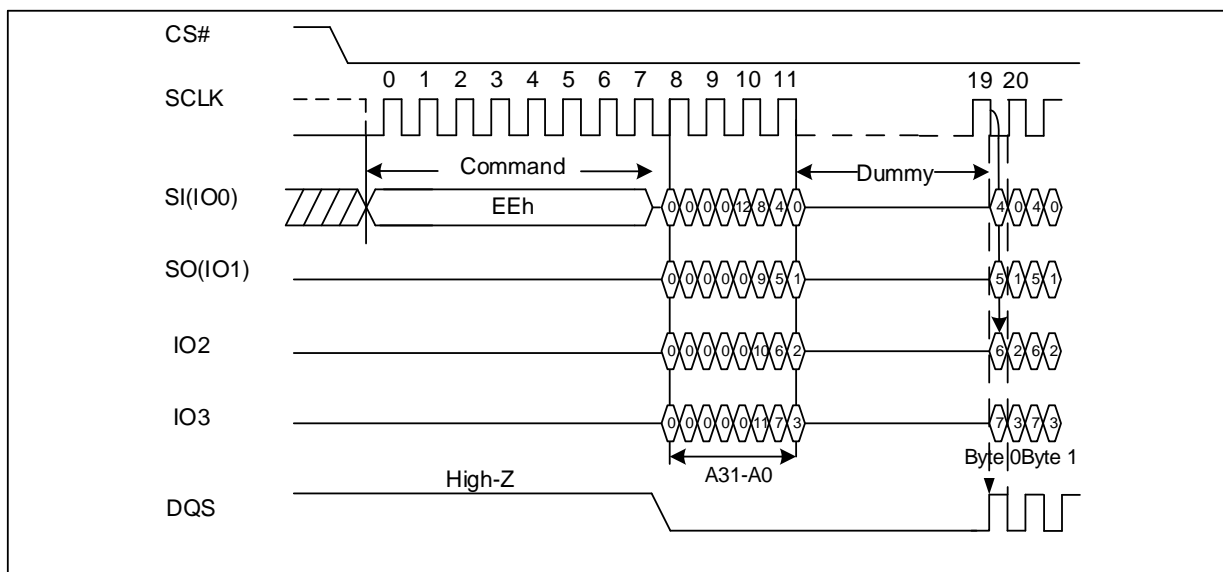 CS#
0 1 2 3 4 5 6 7 8 9 10 11 19 20
SCLK
Command
Dummy
SI(IO0)
EEh
0 0 0 0 12 8 4 0 4 0 4 0
SO(IO1)
0 0 0 0 0 9 5 1 5 1 5 1
IO2
0 0 0 0 0 10 6 2 6 2 6 2
IO3
0 0 0 0 0 11 7 3 7 3 7 3
Byte 0Byte 1
A31-A0
High-Z
DQS